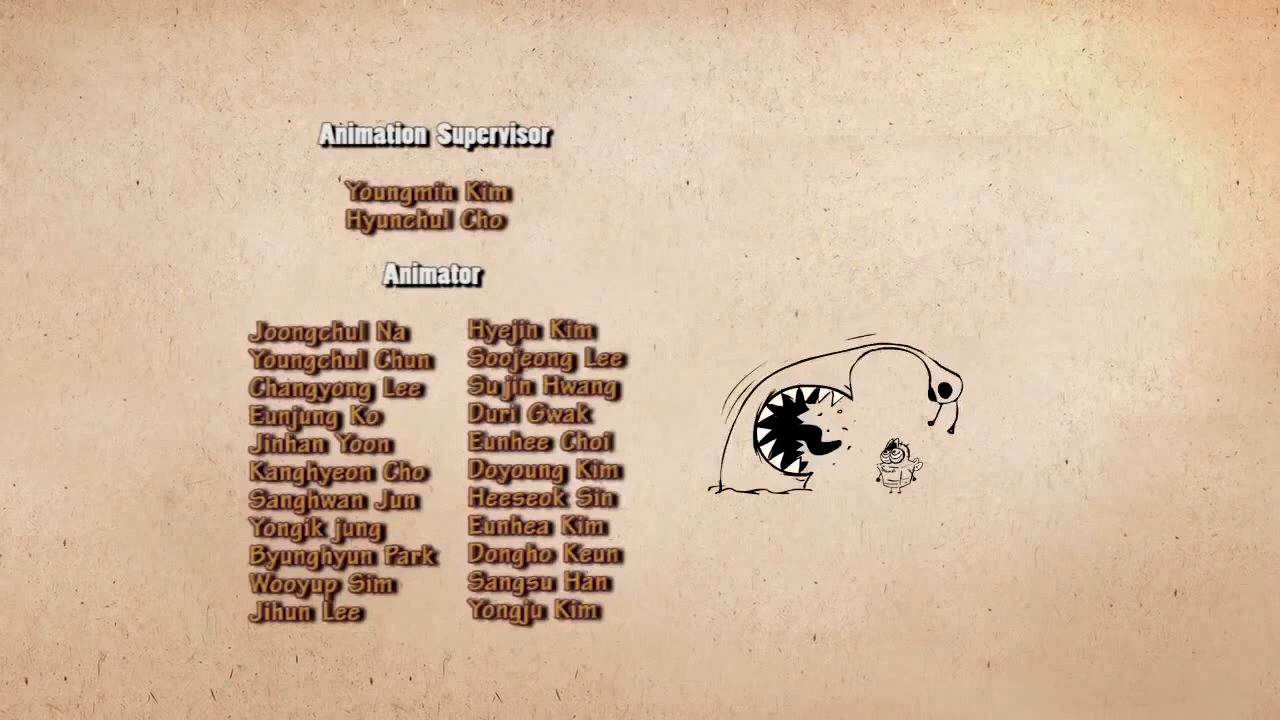 Animation Supervisor
Youngmin Kim
Hyunchul Cho
Animator
Joongchul Na
Youngchul Chun
Changyong Lee
Eunjung Ko
Jinhan Yoon
Kanghyeon Cho
Sanghwan Jun
Yongik jung
Byunghyun Park
Wooyup Sim
Jihun Lee
Hyejin Kim
Soojeong Lee
Sujin Hwang
Duri Gwak
Eunhee Choi
Doyoung Kim
Heeseok Sin
Eunhea Kim
Dongho Keun
Sangsu Han
Yongju Kim